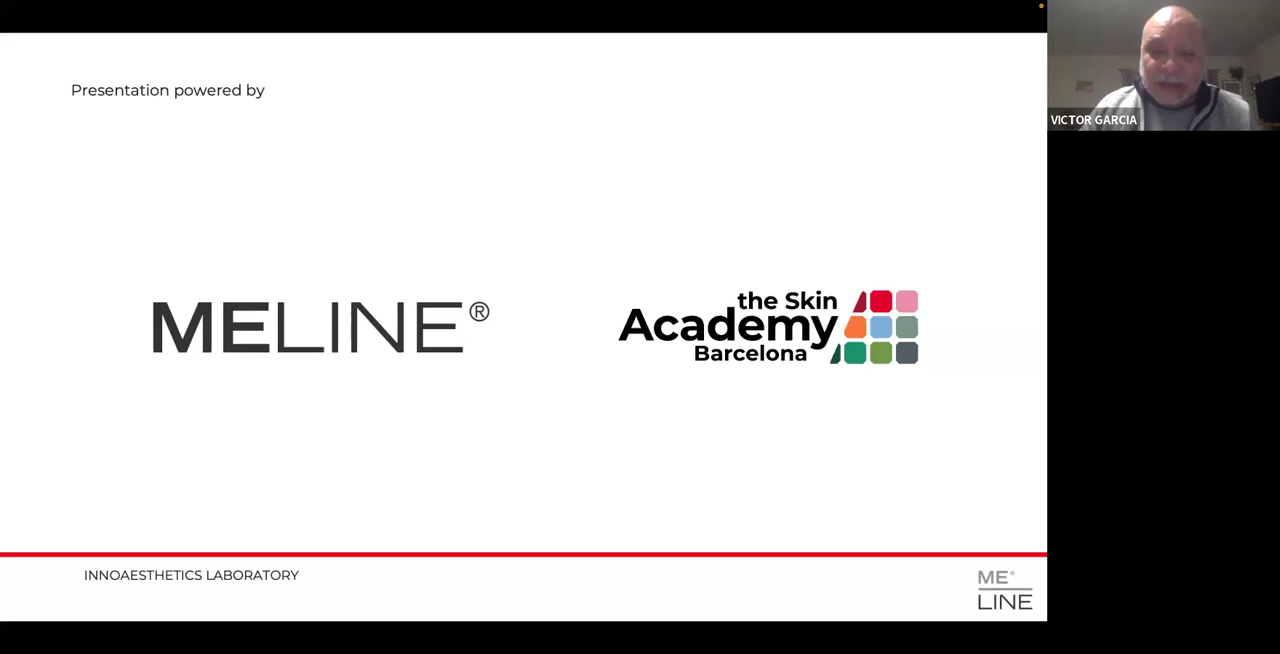 Presentation powered by
MELINE®
the Skin
Academy
Barcelona
INNOAESTHETICS LABORATORY
ME®
LINE
VICTOR GARCIA